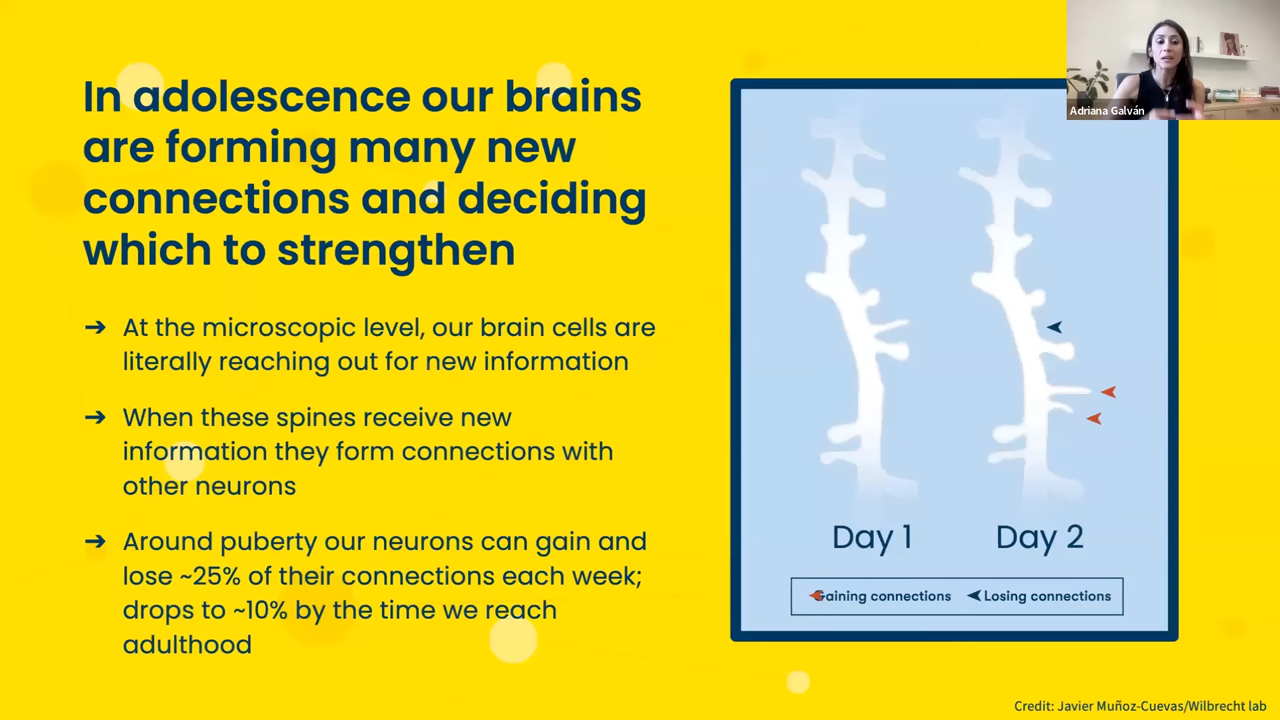 In adolescence our brains
are forming many new
connections and deciding
which to strengthen
➔ At the microscopic level, our brain cells are
literally reaching out for new information
➔ When these spines receive new
information they form connections with
other neurons
➔ Around puberty our neurons can gain and
lose ~25% of their connections each week;
drops to ~10% by the time we reach
adulthood
Adriana Galván
Day 1 Day 2
Gaining connections Losing connections
Credit: Javier Muñoz-Cuevas/Wilbrecht lab